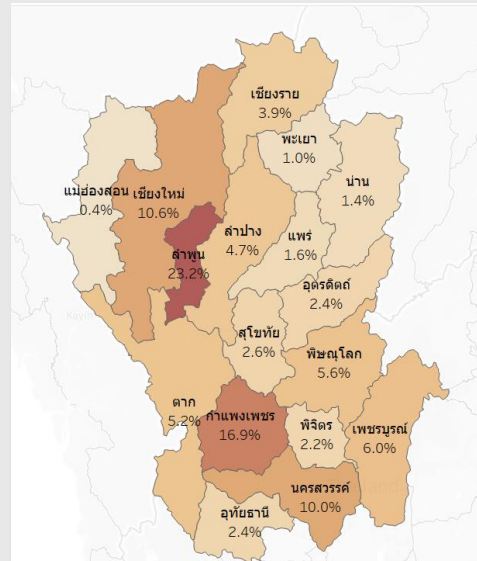 เชียงราย
3.9%
พะเยา
1.0%
แม่ฮ่องสอน
0.4%
เชียงใหม่
10.6%
น่าน
1.4%
ลำปาง
4.7%
แพร่
1.6%
ลำพูน
23.2%
อุตรดิตถ์
2.4%
สุโขทัย
2.6%
พิษณุโลก
5.6%
ตาก
5.2%
กำแพงเพชร
16.9%
พิจิตร
2.2%
เพชรบูรณ์
6.0%
นครสวรรค์
10.0%
อุทัยธานี
2.4%